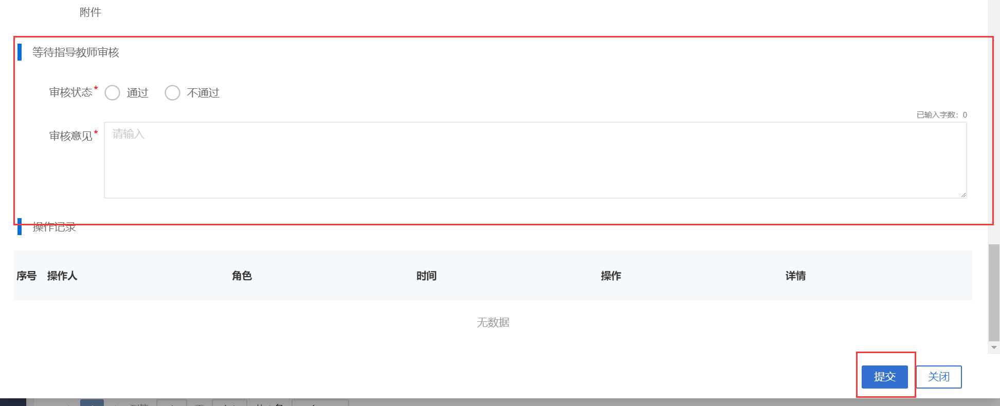 附件
等待指导教师审核
审核状态* 通过 不通过
已输入字数：0
审核意见* 请输入
操作记录
序号 操作人 角色 时间 操作 详情
无数据
提交 关闭